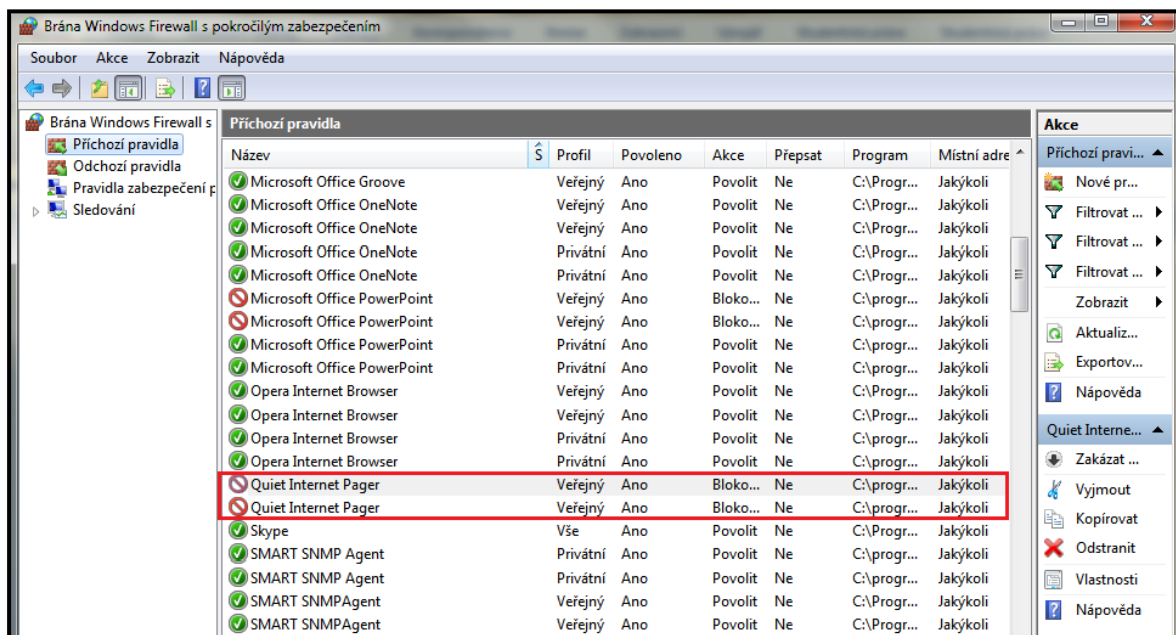 Brána Windows Firewall s pokročilým zabezpečením
Soubor Akce Zobrazit Nápověda
Brána Windows Firewall s
Příchozí pravidla
Odchozí pravidla
Pravidla zabezpečení p
Sledování
Příchozí pravidla
Název S Profil Povoleno Akce Přepsat Program Místní adre
Microsoft Office Groove Veřejný Ano Povolit Ne C:\Progr... Jakýkoli
Microsoft Office OneNote Veřejný Ano Povolit Ne C:\Progr... Jakýkoli
Microsoft Office OneNote Veřejný Ano Povolit Ne C:\Progr... Jakýkoli
Microsoft Office OneNote Privátní Ano Povolit Ne C:\Progr... Jakýkoli
Microsoft Office OneNote Privátní Ano Povolit Ne C:\Progr... Jakýkoli
Microsoft Office PowerPoint Veřejný Ano Bloko... Ne C:\progr... Jakýkoli
Microsoft Office PowerPoint Veřejný Ano Bloko... Ne C:\progr... Jakýkoli
Microsoft Office PowerPoint Privátní Ano Povolit Ne C:\progr... Jakýkoli
Microsoft Office PowerPoint Privátní Ano Povolit Ne C:\progr... Jakýkoli
Opera Internet Browser Veřejný Ano Povolit Ne C:\Progr... Jakýkoli
Opera Internet Browser Veřejný Ano Povolit Ne C:\Progr... Jakýkoli
Opera Internet Browser Privátní Ano Povolit Ne C:\Progr... Jakýkoli
Opera Internet Browser Privátní Ano Povolit Ne C:\Progr... Jakýkoli
Quiet Internet Pager Veřejný Ano Bloko... Ne C:\progr... Jakýkoli
Quiet Internet Pager Veřejný Ano Bloko... Ne C:\progr... Jakýkoli
Skype Vše Ano Povolit Ne C:\Progr... Jakýkoli
SMART SNMP Agent Privátní Ano Povolit Ne C:\progr... Jakýkoli
SMART SNMP Agent Privátní Ano Povolit Ne C:\progr... Jakýkoli
SMART SNMPAgent Veřejný Ano Povolit Ne C:\Progr... Jakýkoli
SMART SNMPAgent Veřejný Ano Povolit Ne C:\Progr... Jakýkoli
Akce
Příchozí pravi...
Nové pr...
Filtrovat ...
Filtrovat ...
Filtrovat ...
Zobrazit
Aktualiz...
Exportov...
Nápověda
Quiet Interne...
Zakázat ...
Vyjmout
Kopírovat
Odstranit
Vlastnosti
Nápověda